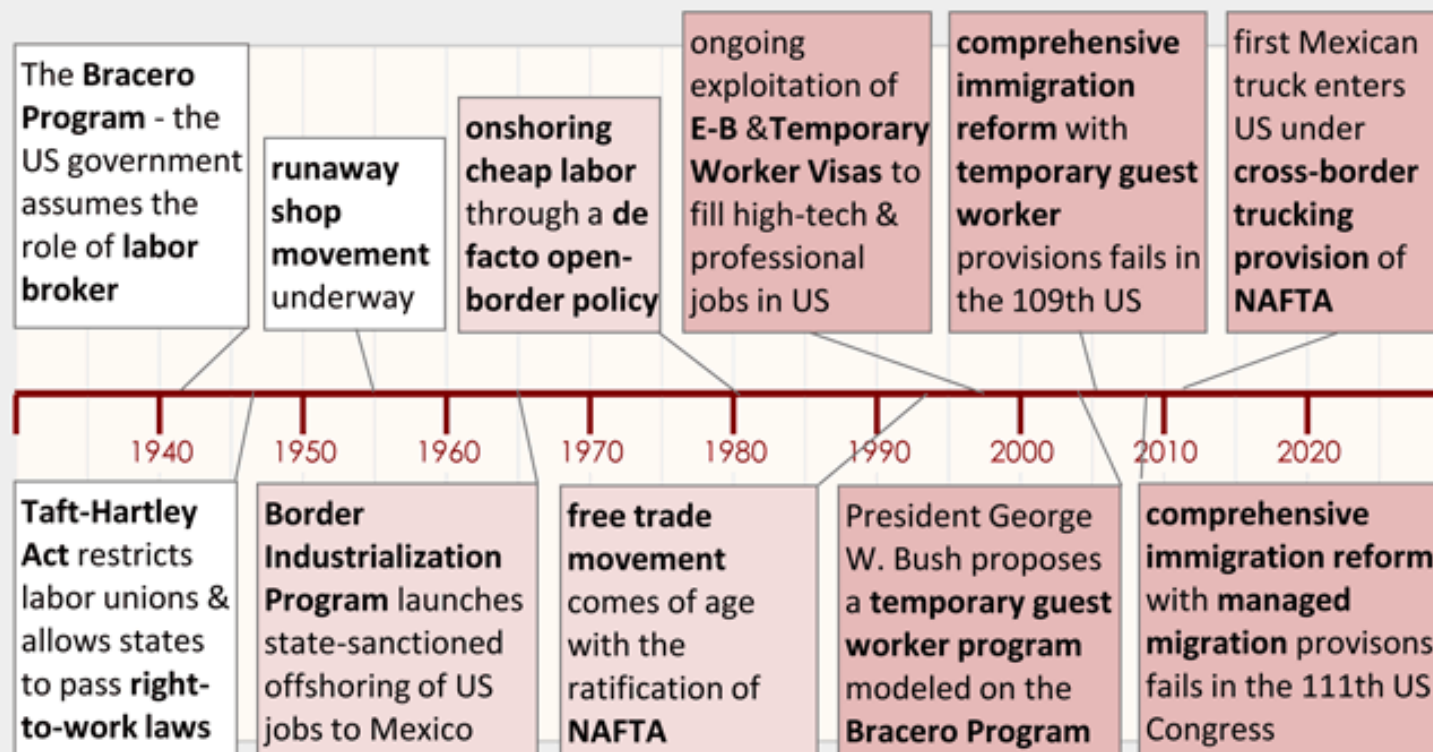 The Bracero
Program - the
US government
assumes the
role of labor
broker
runaway
shop
movement
underway
onshoring
cheap labor
through a de
facto open-
border policy
ongoing
exploitation of
E-B &Temporary
Worker Visas to
fill high-tech &
professional
jobs in US
comprehensive
immigration
reform with
temporary guest
worker
provisions fails in
the 109th US
first Mexican
truck enters
US under
cross-border
trucking
provision of
NAFTA
1940
1950
1960
1970
1980
1990
2000
2010
2020
Taft-Hartley
Act restricts
labor unions &
allows states
to pass right-
to-work laws
Border
Industrialization
Program launches
state-sanctioned
offshoring of US
jobs to Mexico
free trade
movement
comes of age
with the
ratification of
NAFTA
President George
W. Bush proposes
a temporary guest
worker program
modeled on the
Bracero Program
comprehensive
immigration reform
with managed
migration provisons
fails in the 111th US
Congress